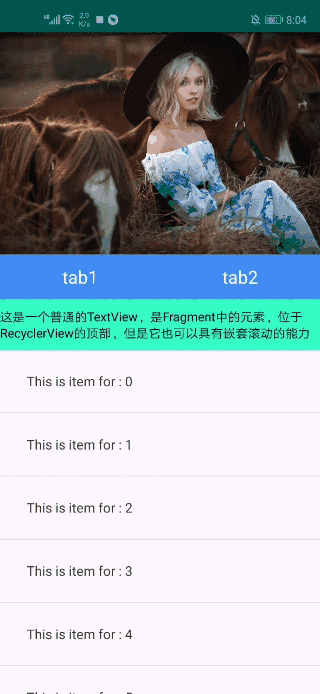 2.9
K/s
8:04
tab1
tab2
这是一个普通的TextView，是Fragment中的元素，位于
RecyclerView的顶部，但是它也可以具有嵌套滚动的能力
This is item for : 0
This is item for : 1
This is item for : 2
This is item for : 3
This is item for : 4